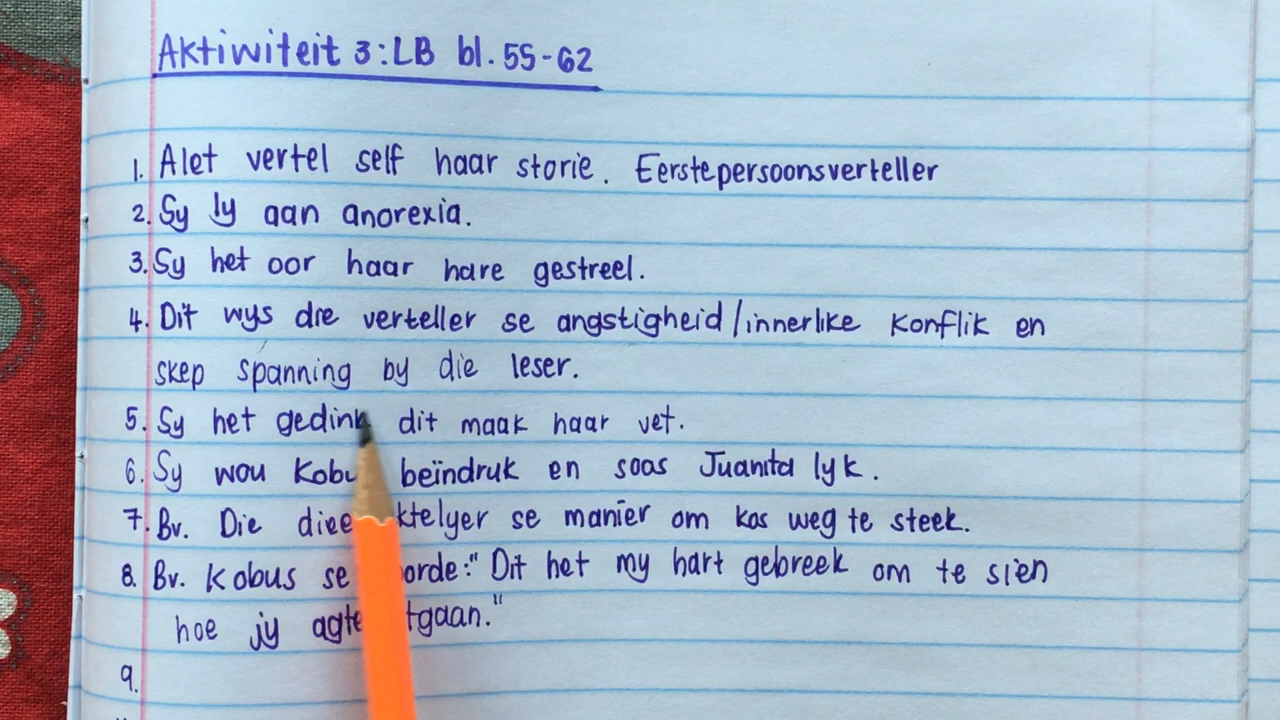 Aktiwiteit 3: LB bl. 55-62
1. Alet vertel self haar storie. Eerstepersoonsverteller
2. Sy ly aan anorexia.
3. Sy het oor haar hare gestreel.
4. Dit wys die verteller se angstigheid/innerlike konflik en
skep spanning by die leser.
5. Sy het gedink dit maak haar vet.
6. Sy wou beïndruk en soos Juanita lyk.
7. Bv. Die se manier om kos weg te steek.
8. Bv. Kobus se "Dit het my hart gebreek om te sien
hoe jy
9.